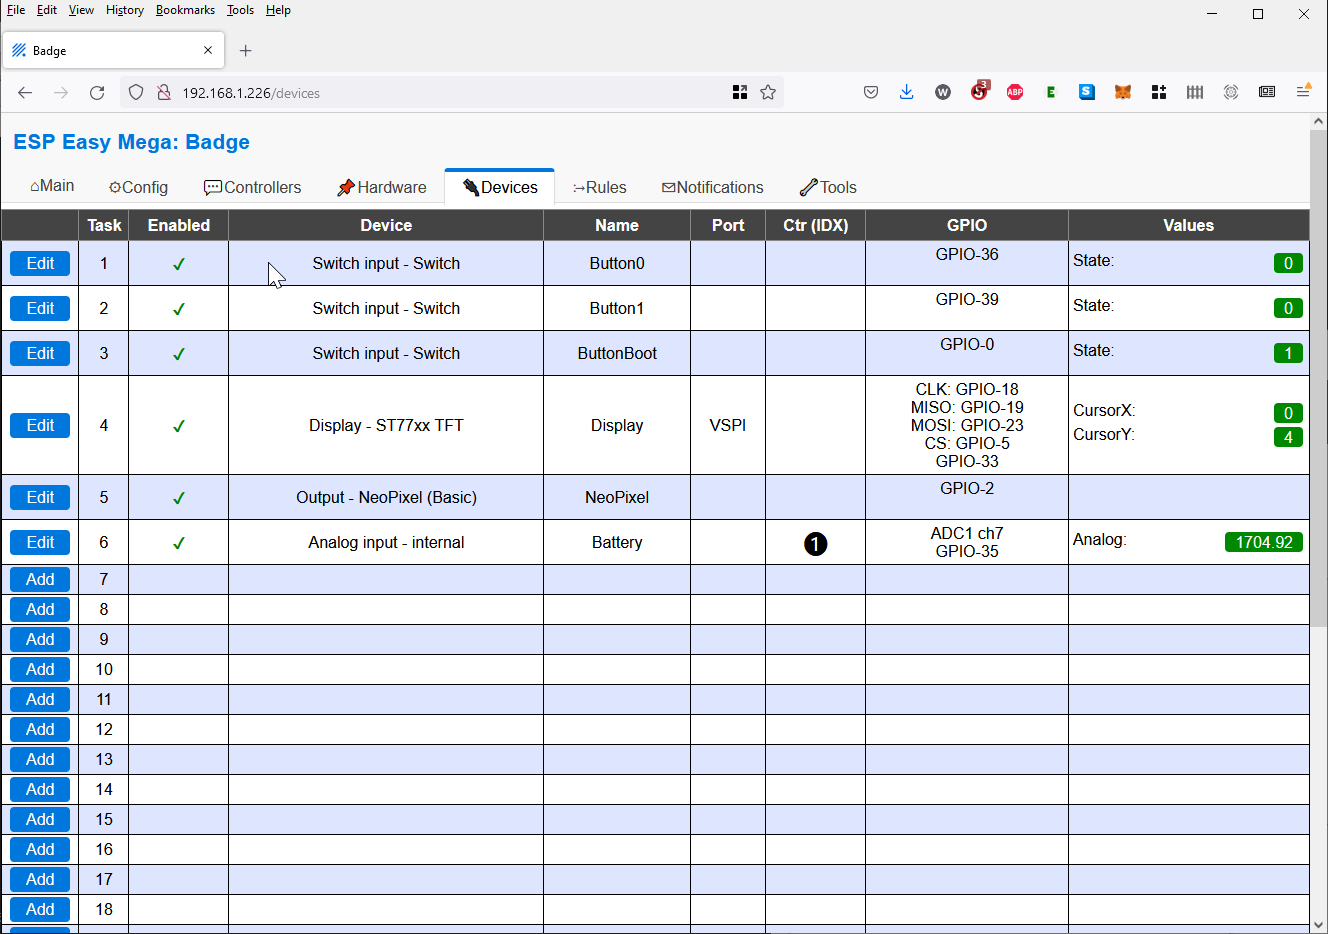 File Edit View History Bookmarks Tools Help
Badge
192.168.1.226/devices
W 3 ABP E S
ESP Easy Mega: Badge
Main Config Controllers Hardware Devices Rules Notifications Tools
Task Enabled Device Name Port Ctr (IDX) GPIO Values
Edit 1 ✓ Switch input - Switch Button0 GPIO-36 State: 0
Edit 2 ✓ Switch input - Switch Button1 GPIO-39 State: 0
Edit 3 ✓ Switch input - Switch ButtonBoot GPIO-0 State: 1
Edit 4 ✓ Display - ST77xx TFT Display VSPI
CLK: GPIO-18
MISO: GPIO-19
MOSI: GPIO-23
CS: GPIO-5
GPIO-33
CursorX: 0
CursorY: 4
Edit 5 ✓ Output - NeoPixel (Basic) NeoPixel GPIO-2
Edit 6 ✓ Analog input - internal Battery ❶
ADC1 ch7
GPIO-35
Analog: 1704.92
Add 7
Add 8
Add 9
Add 10
Add 11
Add 12
Add 13
Add 14
Add 15
Add 16
Add 17
Add 18